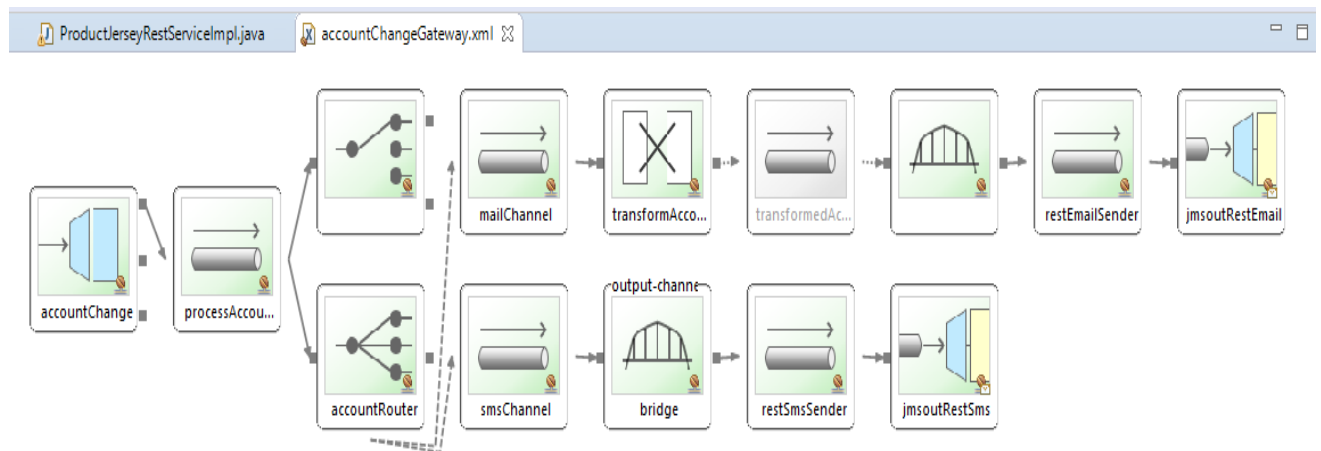 ProductJerseyRestServiceImpl.java
accountChangeGateway.xml
mailChannel
transformAcco...
transformedAc...
restEmailSender
jmsoutRestEmail
accountChange
processAccou...
output-channe
accountRouter
smsChannel
bridge
restSmsSender
jmsoutRestSms